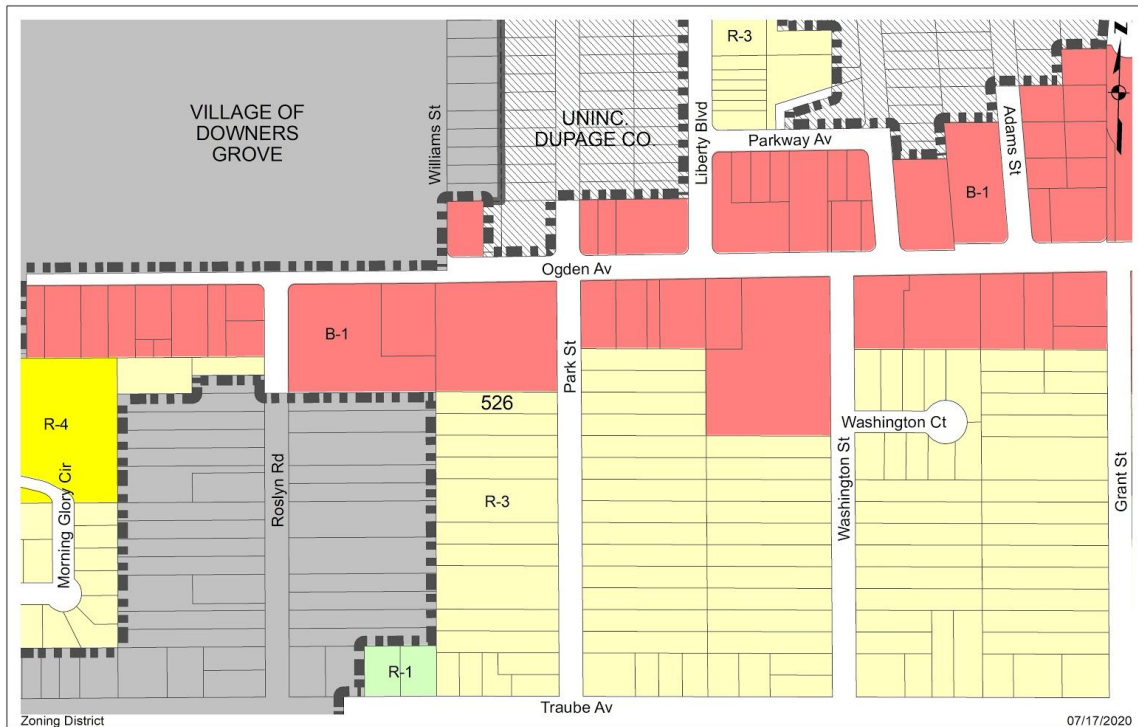 R-3
Z
VILLAGE OF
DOWNERS
GROVE
UNINC.
DUPAGE CO.
Williams St
Liberty Blvd
Parkway Av
Adams St
B-1
Ogden Av
B-1
Park St
526
R-4
Washington Ct
Roslyn Rd
R-3
Washington St
Grant St
Morning Glory Cir
R-1
Traube Av
Zoning District
07/17/2020